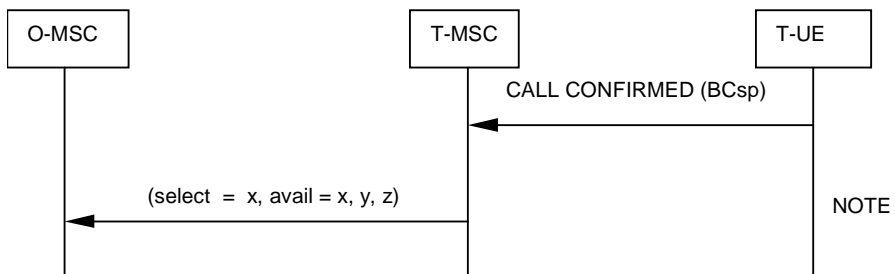 O-MSC
T-MSC
T-UE
CALL CONFIRMED (BCsp)
(select = x, avail = x, y, z)
NOTE